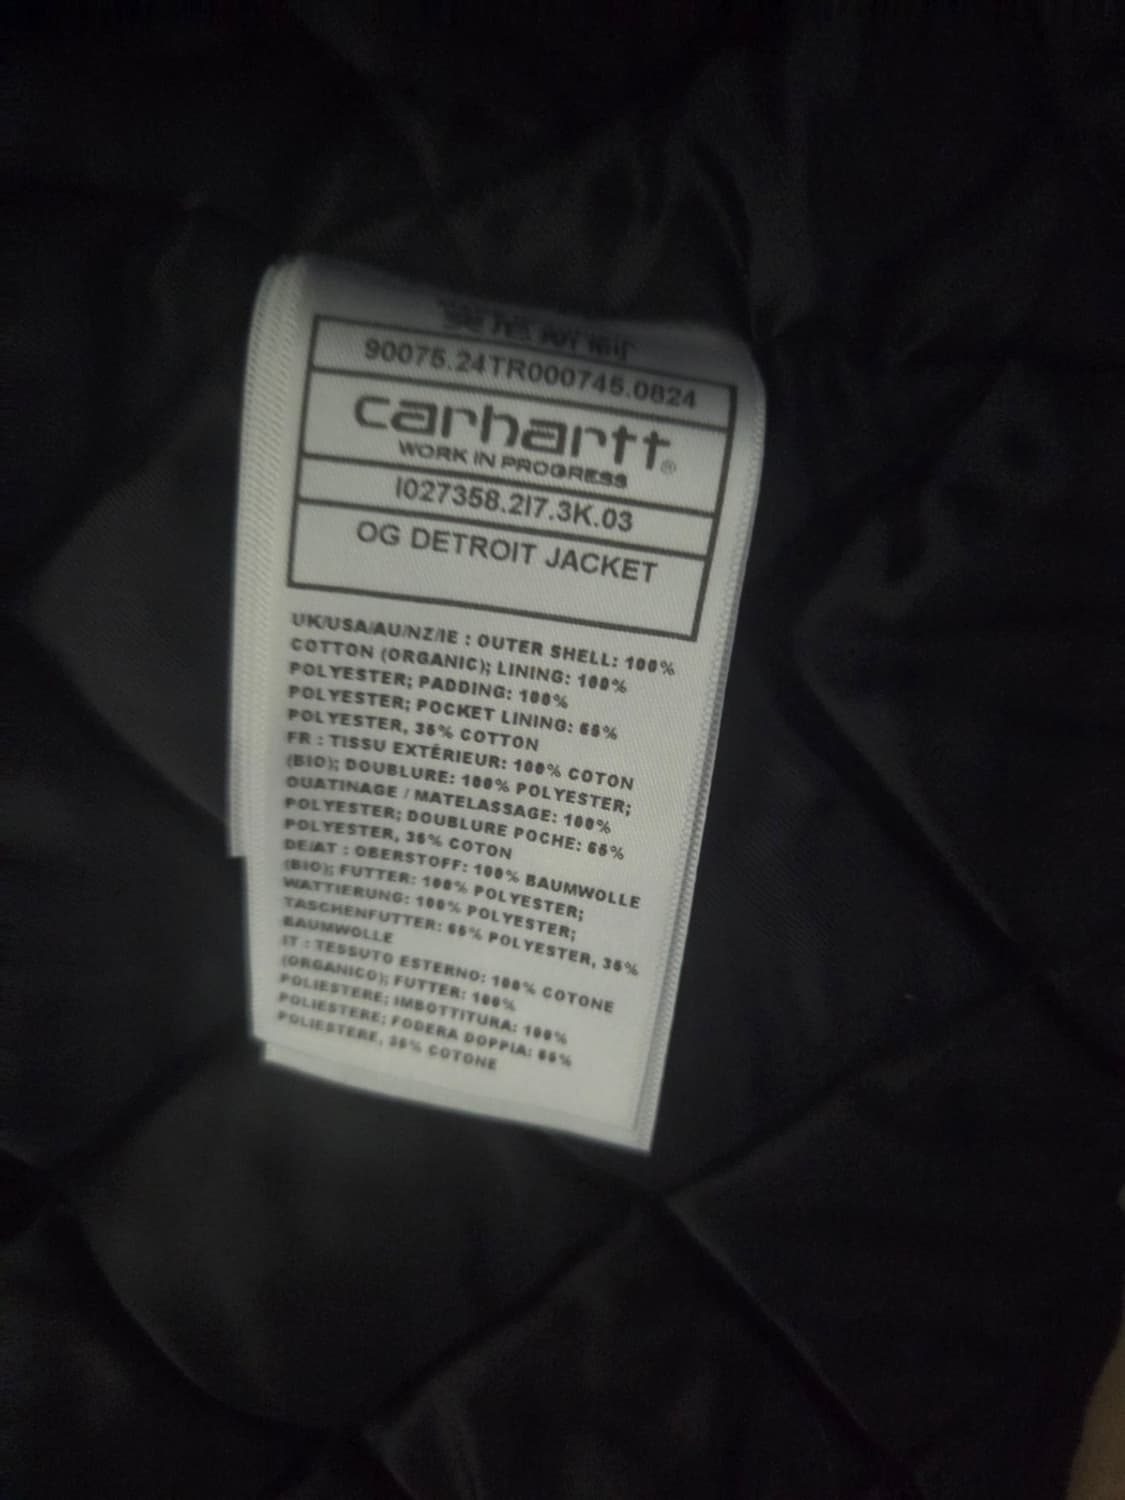 90075.24TR000745.0824
carhartt®
WORK IN PROGRESS
I027358.2I7.3K.03
OG DETROIT JACKET
UK/USA/AU/NZ/IE : OUTER SHELL: 100%
COTTON (ORGANIC); LINING: 100%
POLYESTER; PADDING: 100%
POLYESTER; POCKET LINING: 65%
POLYESTER, 35% COTTON
FR : TISSU EXTÉRIEUR: 100% COTON
(BIO); DOUBLURE: 100% POLYESTER;
OUATINAGE / MATELASSAGE: 100%
POLYESTER; DOUBLURE POCHE: 65%
POLYESTER, 35% COTON
DE/AT : OBERSTOFF: 100% BAUMWOLLE
(BIO); FUTTER: 100% POLYESTER;
WATTIERUNG: 100% POLYESTER;
TASCHENFUTTER: 65% POLYESTER, 35%
BAUMWOLLE
IT : TESSUTO ESTERNO: 100% COTONE
(ORGANICO); FUTTER: 100%
POLIESTERE; IMBOTTITURA: 100%
POLIESTERE; FODERA DOPPIA: 65%
POLIESTERE, 35% COTONE